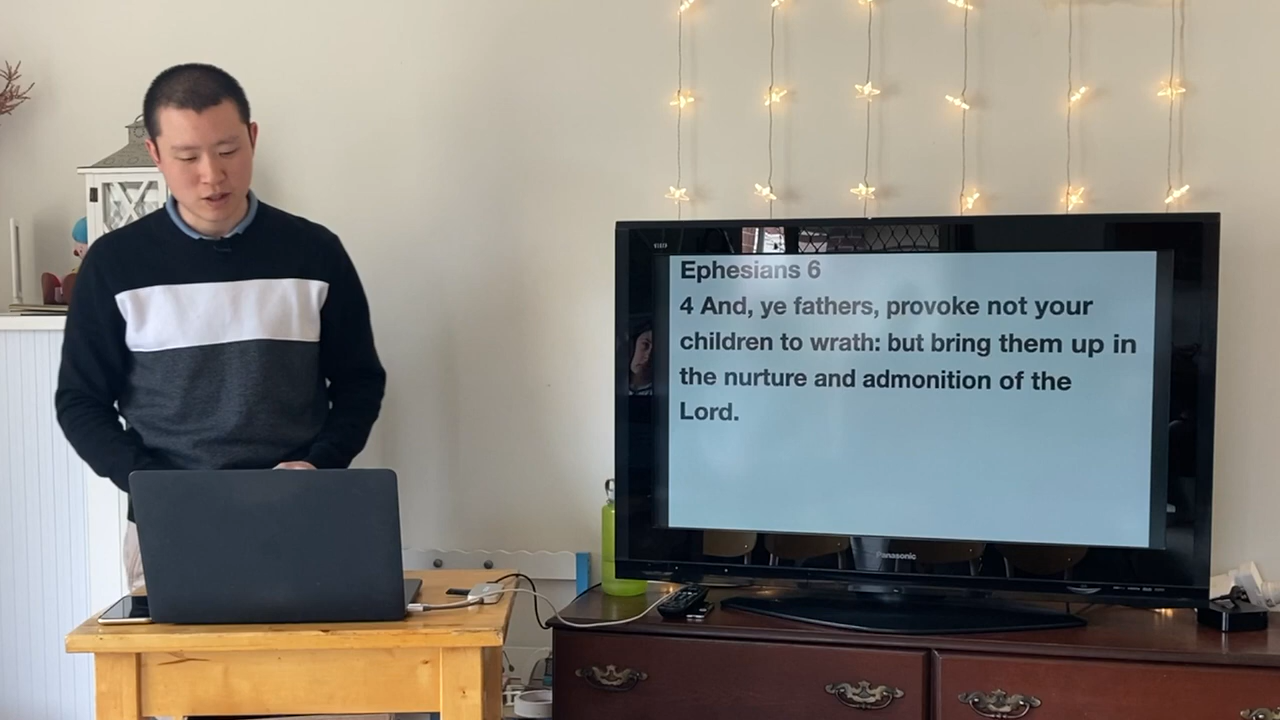 Ephesians 6
4 And, ye fathers, provoke not your
children to wrath: but bring them up in
the nurture and admonition of the
Lord.
Panasonic